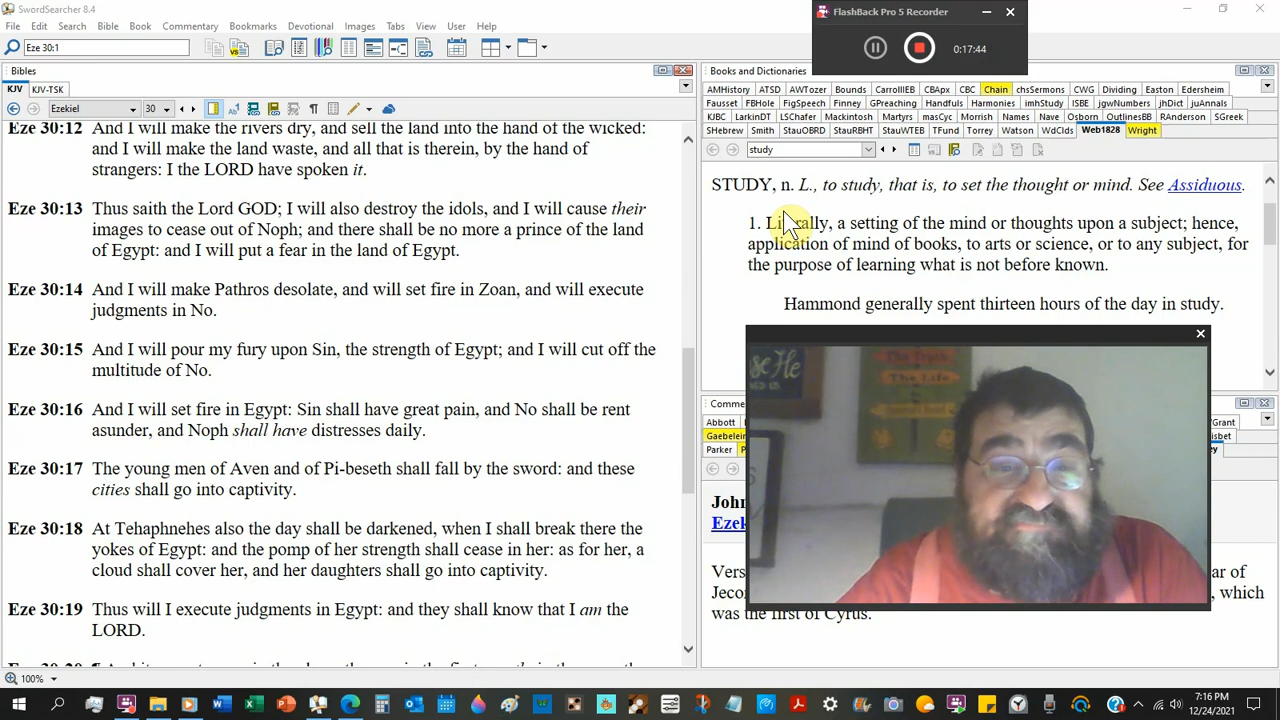 SwordSearcher 8.4
File Edit Search Bible Book Commentary Bookmarks Devotional Images Tabs View User Help
Eze 30:1
FlashBack Pro 5 Recorder
0:17:44
Bibles
KJV KJV-TSK
Ezekiel 30
Eze 30:12 And I will make the rivers dry, and sell the land into the hand of the wicked:
and I will make the land waste, and all that is therein, by the hand of
strangers: I the LORD have spoken it.
Eze 30:13 Thus saith the Lord GOD; I will also destroy the idols, and I will cause their
images to cease out of Noph; and there shall be no more a prince of the land
of Egypt: and I will put a fear in the land of Egypt.
Eze 30:14 And I will make Pathros desolate, and will set fire in Zoan, and will execute
judgments in No.
Eze 30:15 And I will pour my fury upon Sin, the strength of Egypt; and I will cut off the
multitude of No.
Eze 30:16 And I will set fire in Egypt: Sin shall have great pain, and No shall be rent
asunder, and Noph shall have distresses daily.
Eze 30:17 The young men of Aven and of Pi-beseth shall fall by the sword: and these
cities shall go into captivity.
Eze 30:18 At Tehaphnehes also the day shall be darkened, when I shall break there the
yokes of Egypt: and the pomp of her strength shall cease in her: as for her, a
cloud shall cover her, and her daughters shall go into captivity.
Eze 30:19 Thus will I execute judgments in Egypt: and they shall know that I am the
LORD.
100%
Books and Dictionaries
AMHistory ATSD AWTozer Bounds CarrollIEB CBApx CBC Chain chsSermons CWG Dividing Easton Edersheim
Fausset FBHole FigSpeech Finney GPreaching Handfuls Harmonies imhStudy ISBE jgwNumbers jhDict juAnnals
KJBC LarkinDT LSChafer Mackintosh Martyrs masCyc Morrish Names Nave Osborn OutlinesBB RAnderson SGreek
SHebrew Smith StauOBRD StauRBHT StauWTEB TFund Torrey Watson WdClds Web1828 Wright
study
STUDY, n. L., to study, that is, to set the thought or mind. See Assiduous.
1. Literally, a setting of the mind or thoughts upon a subject; hence,
application of mind of books, to arts or science, or to any subject, for
the purpose of learning what is not before known.
Hammond generally spent thirteen hours of the day in study.
The Truth
The Life
Comme
Abbott
/Grant
Gaebelein
isbet
Parker
John
Ezek
Vers
ar of
Jecon
, which
was the first of Cyrus.
7:16 PM
12/24/2021